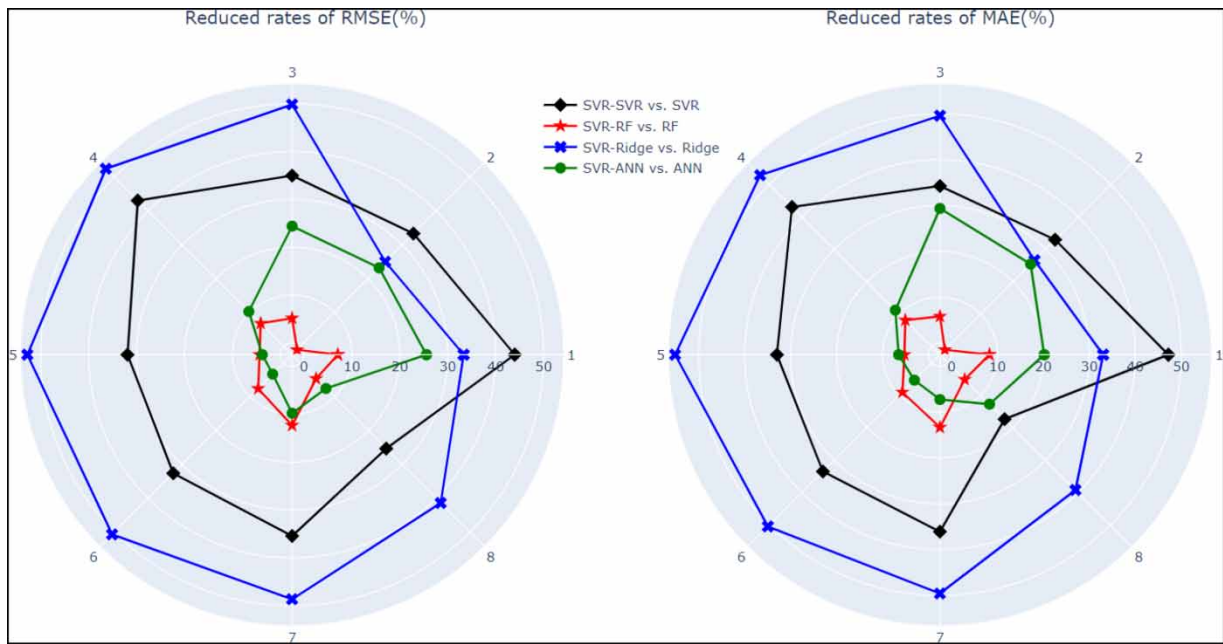 Reduced rates of RMSE(%)
Reduced rates of MAE(%)
3
4
2
5
1
0 10 20 30 40 50
6
8
7
SVR-SVR vs. SVR
SVR-RF vs. RF
SVR-Ridge vs. Ridge
SVR-ANN vs. ANN
3
4
2
5
1
0 10 20 30 40 50
6
8
7